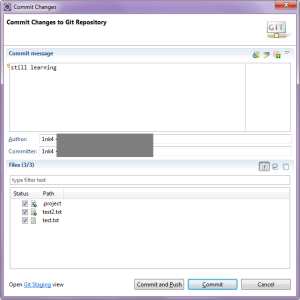 Commit Changes
Commit Changes to Git Repository
GIT
Commit message
still learning
Author: 1nk4
Committer: 1nk4
Files (3/3)
type filter text
Status Path
.project
test2.txt
test.txt
Open Git Staging view
Commit and Push
Commit
Cancel